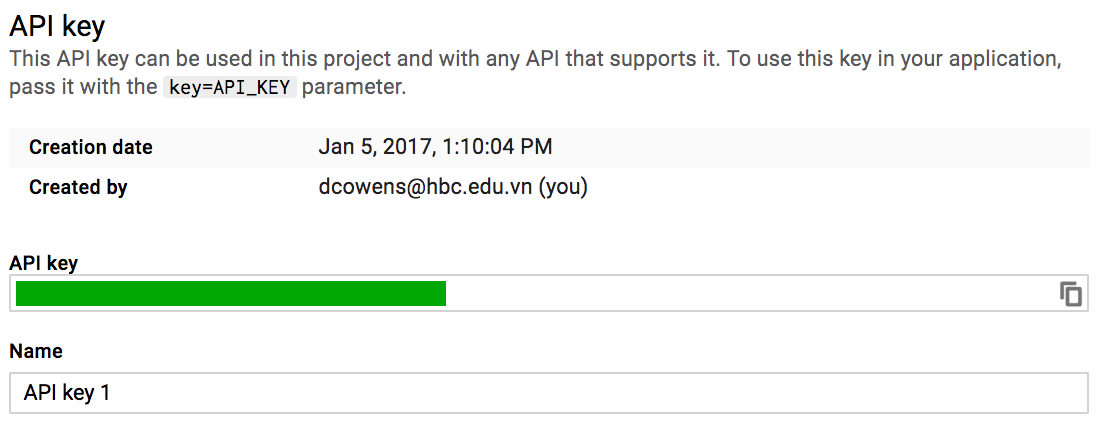 API key
This API key can be used in this project and with any API that supports it. To use this key in your application,
pass it with the key=API_KEY parameter.
Creation date Jan 5, 2017, 1:10:04 PM
Created by dcowens@hbc.edu.vn (you)
API key
Name
API key 1